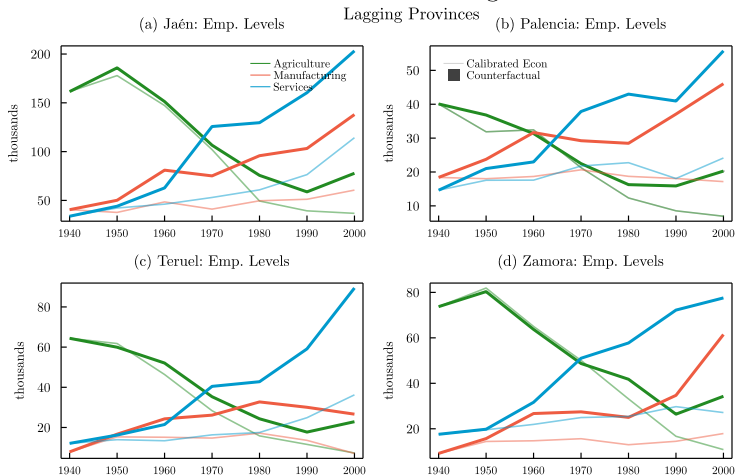 Lagging Provinces
(a) Jaén: Emp. Levels
thousands
200
150
100
50
Agriculture
Manufacturing
Services
1940 1950 1960 1970 1980 1990 2000
(b) Palencia: Emp. Levels
thousands
50
40
30
20
10
Calibrated Econ
Counterfactual
1940 1950 1960 1970 1980 1990 2000
(c) Teruel: Emp. Levels
thousands
80
60
40
20
1940 1950 1960 1970 1980 1990 2000
(d) Zamora: Emp. Levels
thousands
80
60
40
20
1940 1950 1960 1970 1980 1990 2000